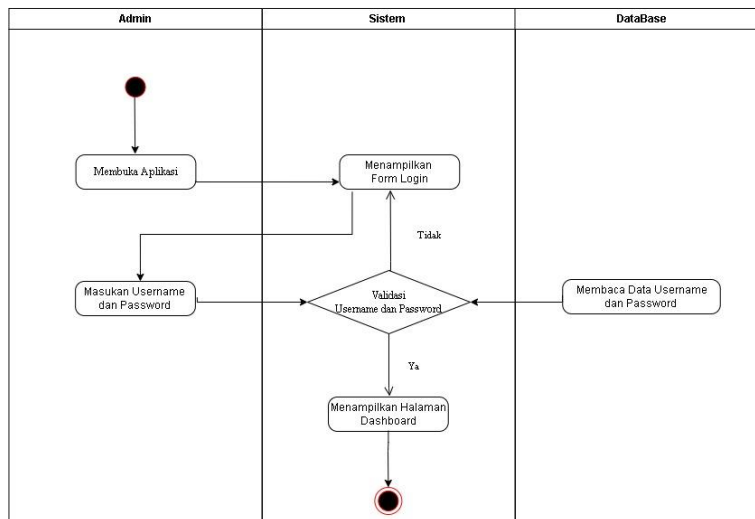 Admin
Sistem
DataBase
Membuka Aplikasi
Menampilkan
Form Login
Tidak
Masukan Username
dan Password
Validasi
Username dan Password
Membaca Data Username
dan Password
Ya
Menampilkan Halaman
Dashboard